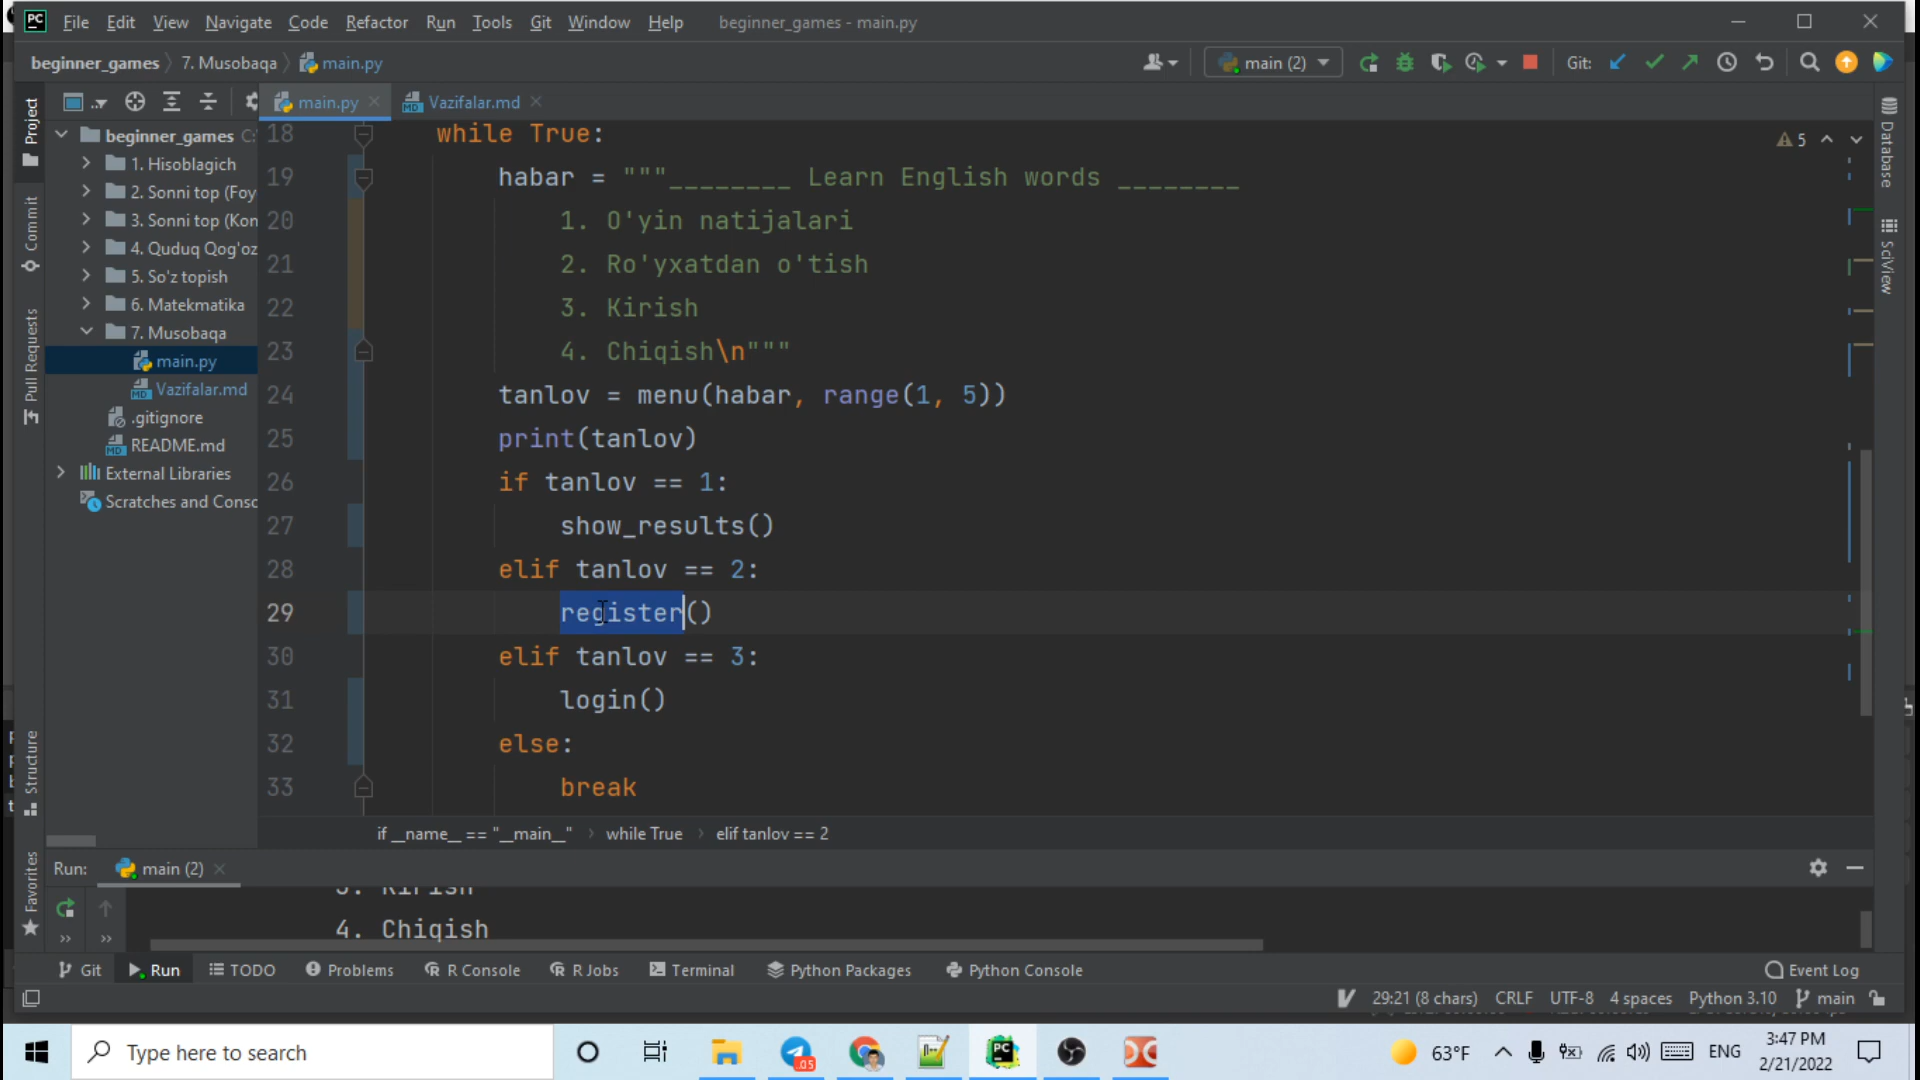 PC File Edit View Navigate Code Refactor Run Tools Git Window Help beginner_games - main.py
beginner_games 7. Musobaqa main.py main (2) Git:
main.py Vazifalar.md
Project
Commit
Pull Requests
Structure
Favorites
beginner_games C:
1. Hisoblagich
2. Sonni top (Foy
3. Sonni top (Kon
4. Quduq Qog'oz
5. So'z topish
6. Matekmatika
7. Musobaqa
main.py
Vazifalar.md
.gitignore
README.md
External Libraries
Scratches and Consc
5
Database
SciView
18 while True:
19 habar = """________ Learn English words ________
20 1. O'yin natijalari
21 2. Ro'yxatdan o'tish
22 3. Kirish
23 4. Chiqish\n"""
24 tanlov = menu(habar, range(1, 5))
25 print(tanlov)
26 if tanlov == 1:
27 show_results()
28 elif tanlov == 2:
29 register()
30 elif tanlov == 3:
31 login()
32 else:
33 break
if __name__ == "__main__" while True elif tanlov == 2
Run: main (2)
3. Kirish
4. Chiqish
Git Run TODO Problems R Console R Jobs Terminal Python Packages Python Console Event Log
29:21 (8 chars) CRLF UTF-8 4 spaces Python 3.10 main
Type here to search
.05
PC
63°F ENG
3:47 PM
2/21/2022